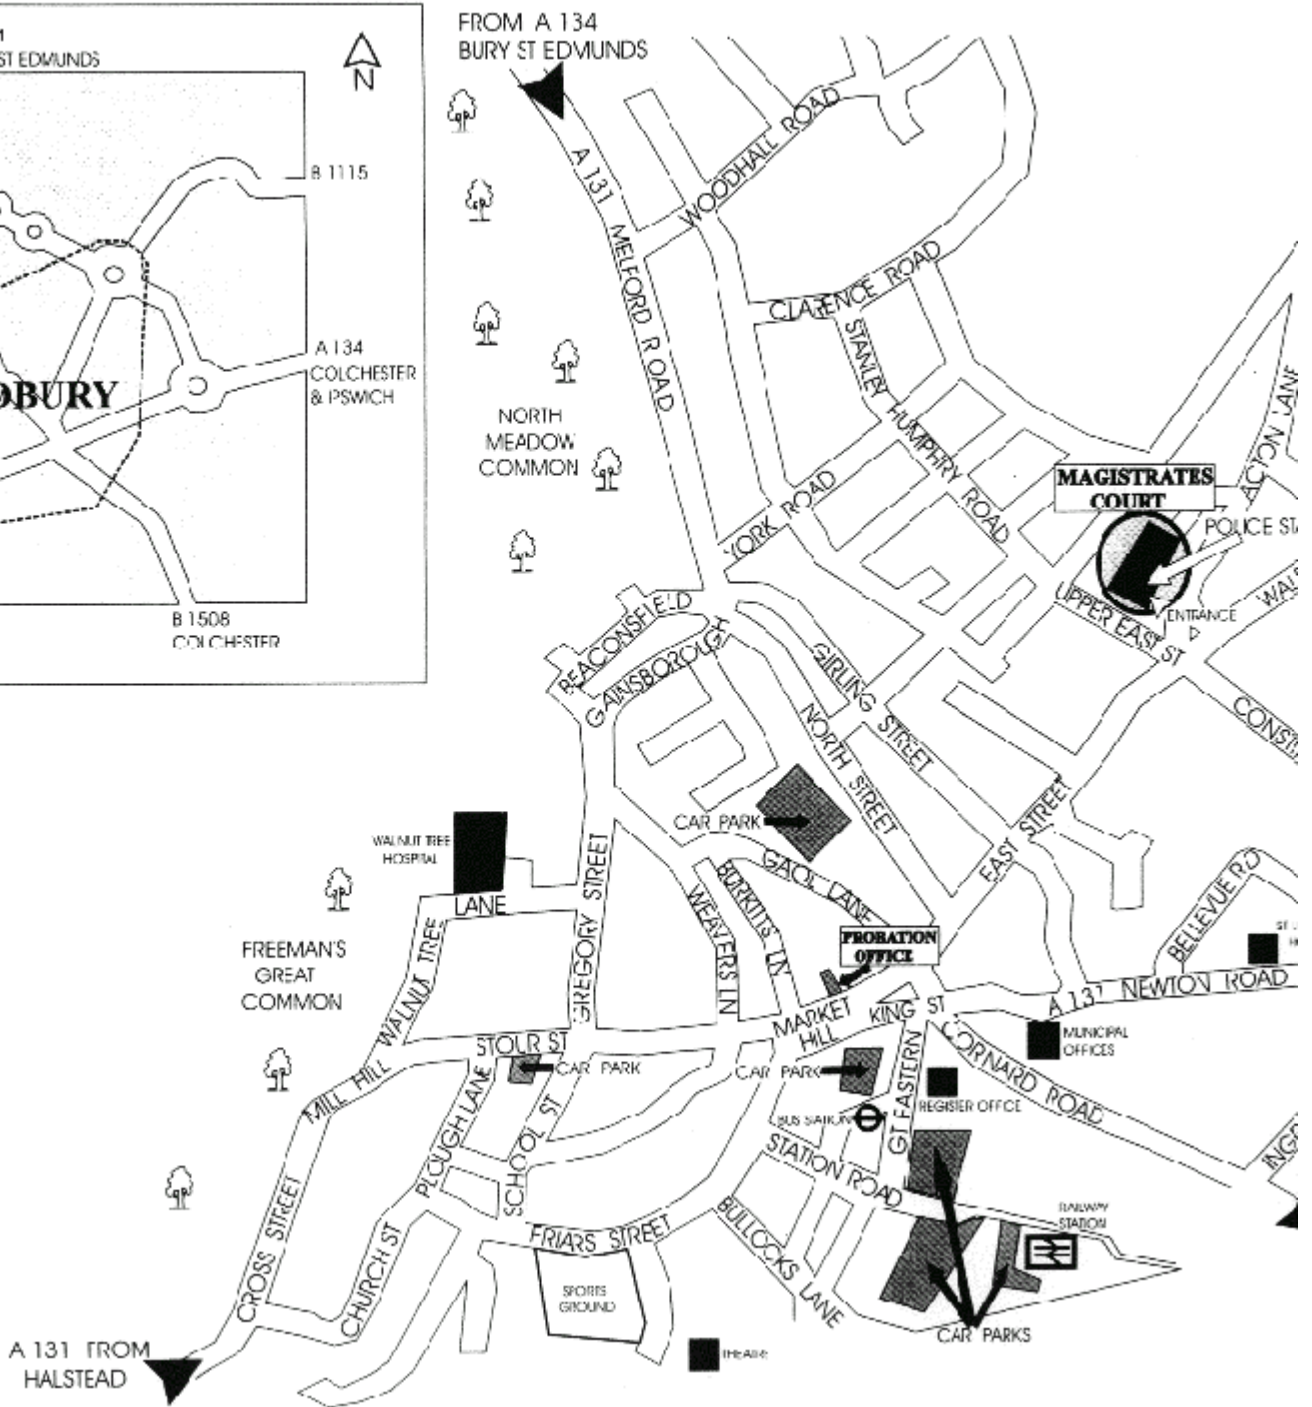 ST EDMUNDS
N
B 1115
A 134
COLCHESTER
& IPSWICH
B 1508
COLCHESTER
FROM A 134
BURY ST EDMUNDS
A 131 MELFORD ROAD
WOODHALL ROAD
CLARENCE ROAD
STANLEY
HUMPHRY ROAD
NORTH
MEADOW
COMMON
YORK ROAD
MAGISTRATES
COURT
ACTON LANE
POLICE STA
ENTRANCE
UPPER EAST ST
WAL
CONST
BEACONSFIELD
GAINSBOROUGH
GIRLING STREET
NORTH STREET
EAST STREET
CAR PARK
GAOL LANE
BURKITTS LN
WEAVERS LN
WALNUT TREE
HOSPITAL
WALNUT TREE LANE
GREGORY STREET
FREEMAN'S
GREAT
COMMON
PROBATION
OFFICE
BELLEVUE RD
A 131 NEWTON ROAD
MARKET
HILL
KING ST
MUNICIPAL
OFFICES
CORNARD ROAD
STOUR ST
CAR PARK
CAR PARK
GT EASTERN
REGISTER OFFICE
BUS STATION
MILL HILL
PLOUGH LANE
SCHOOL ST
STATION ROAD
CROSS STREET
CHURCH ST
FRIARS STREET
BULLOCKS LANE
RAILWAY
STATION
SPORTS
GROUND
CAR PARKS
THEATRE
A 131 FROM
HALSTEAD